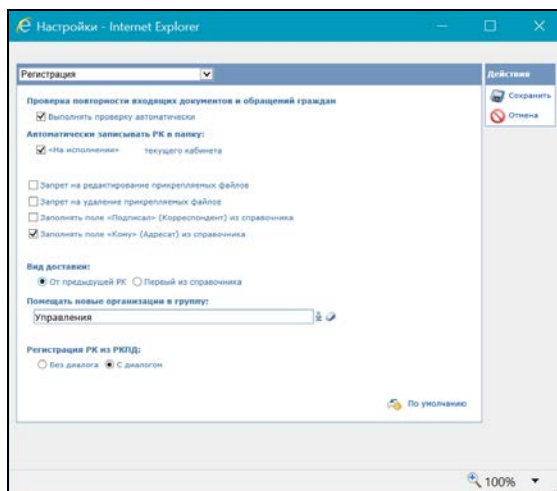 Настройки - Internet Explorer
Регистрация
Действия
Сохранить
Отмена
Проверка повторности входящих документов и обращений граждан
Выполнять проверку автоматически
Автоматически записывать РК в папку:
«На исполнении» текущего кабинета
Запрет на редактирование прикрепляемых файлов
Запрет на удаление прикрепляемых файлов
Заполнять поле «Подписал» (Корреспондент) из справочника
Заполнять поле «Кому» (Адресат) из справочника
Вид доставки:
От предыдущей РК Первый из справочника
Помещать новые организации в группу:
Управления
Регистрация РК из РКПД:
Без диалога С диалогом
По умолчанию
100%